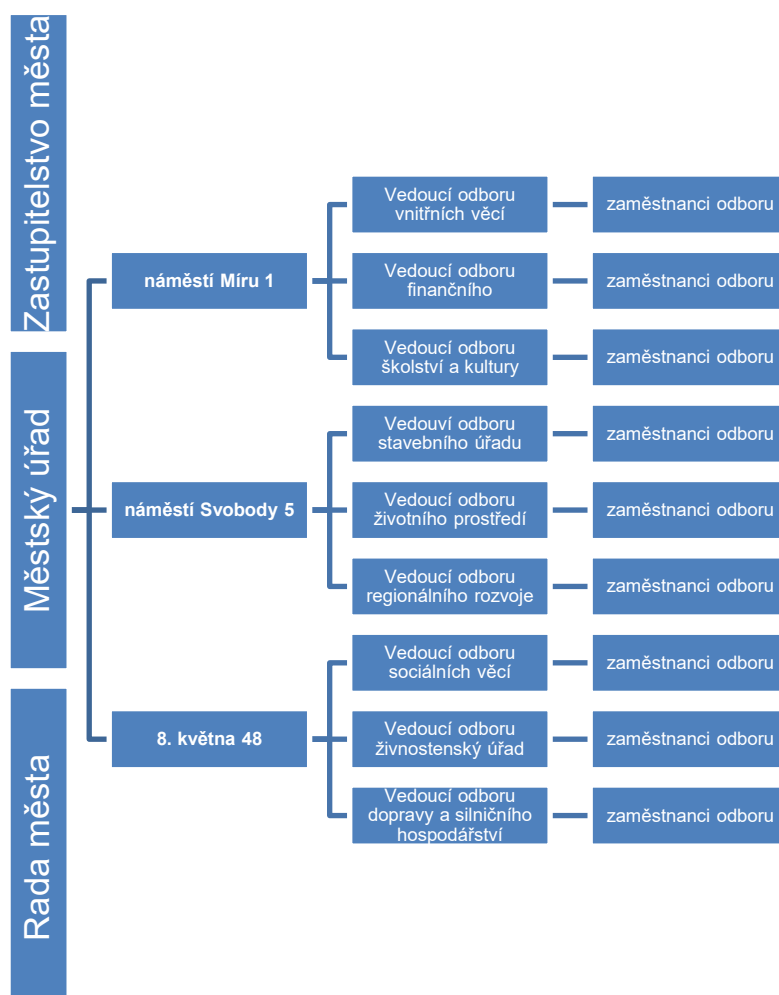 Zastupitelstvo města
Městský úřad
Rada města
náměstí Míru 1
Vedoucí odboru
vnitřních věcí
zaměstnanci odboru
Vedoucí odboru
finančního
zaměstnanci odboru
Vedoucí odboru
školství a kultury
zaměstnanci odboru
náměstí Svobody 5
Vedouví odboru
stavebního úřadu
zaměstnanci odboru
Vedoucí odboru
životního prostředí
zaměstnanci odboru
Vedoucí odboru
regionálního rozvoje
zaměstnanci odboru
8. května 48
Vedoucí odboru
sociálních věcí
zaměstnanci odboru
Vedoucí odboru
živnostenský úřad
zaměstnanci odboru
Vedoucí odboru
dopravy a silničního
hospodářství
zaměstnanci odboru